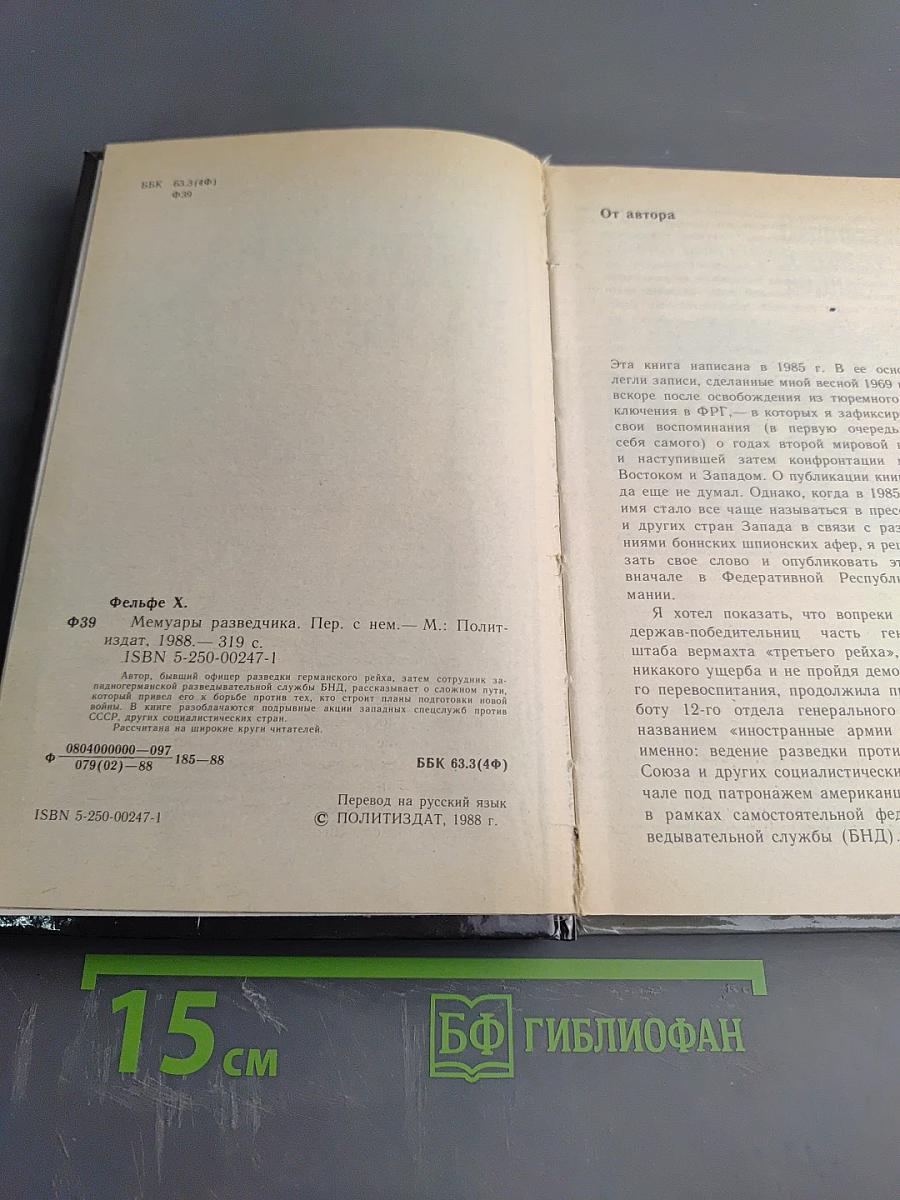 ББК 63.3(4Ф)
Ф39
Фельфе Х.
Ф39 Мемуары разведчика. Пер. с нем.— М.: Полит-
издат, 1988.— 319 с.
ISBN 5-250-00247-1
Автор, бывший офицер разведки германского рейха, затем сотрудник за-
падногерманской разведывательной службы БНД, рассказывает о сложном пути,
который привел его к борьбе против тех, кто строит планы подготовки новой
войны. В книге разоблачаются подрывные акции западных спецслужб против
СССР, других социалистических стран.
Рассчитана на широкие круги читателей.
Ф 0804000000—097
079(02)—88
185—88
ББК 63.3(4Ф)
Перевод на русский язык
ISBN 5-250-00247-1
© ПОЛИТИЗДАТ, 1988 г.
От автора
Эта книга написана в 1985 г. В ее осно
легли записи, сделанные мной весной 1969
вскоре после освобождения из тюремного
ключения в ФРГ,— в которых я зафиксир
свои воспоминания (в первую очередь
себя самого) о годах второй мировой
и наступившей затем конфронтации
Востоком и Западом. О публикации книг
да еще не думал. Однако, когда в 1985
имя стало все чаще называться в прес
и других стран Запада в связи с раз
ниями боннских шпионских афер, я ре
зать свое слово и опубликовать эт
вначале в Федеративной Республи
мании.
Я хотел показать, что вопреки
держав-победительниц часть ген
штаба вермахта «третьего рейха»,
никакого ущерба и не пройдя демо
го перевоспитания, продолжила п
боту 12-го отдела генерального
названием «иностранные армии
именно: ведение разведки проти
Союза и других социалистически
чале под патронажем американц
в рамках самостоятельной фед
ведывательной службы (БНД).
15 см
БФ ГИБЛИОФАН